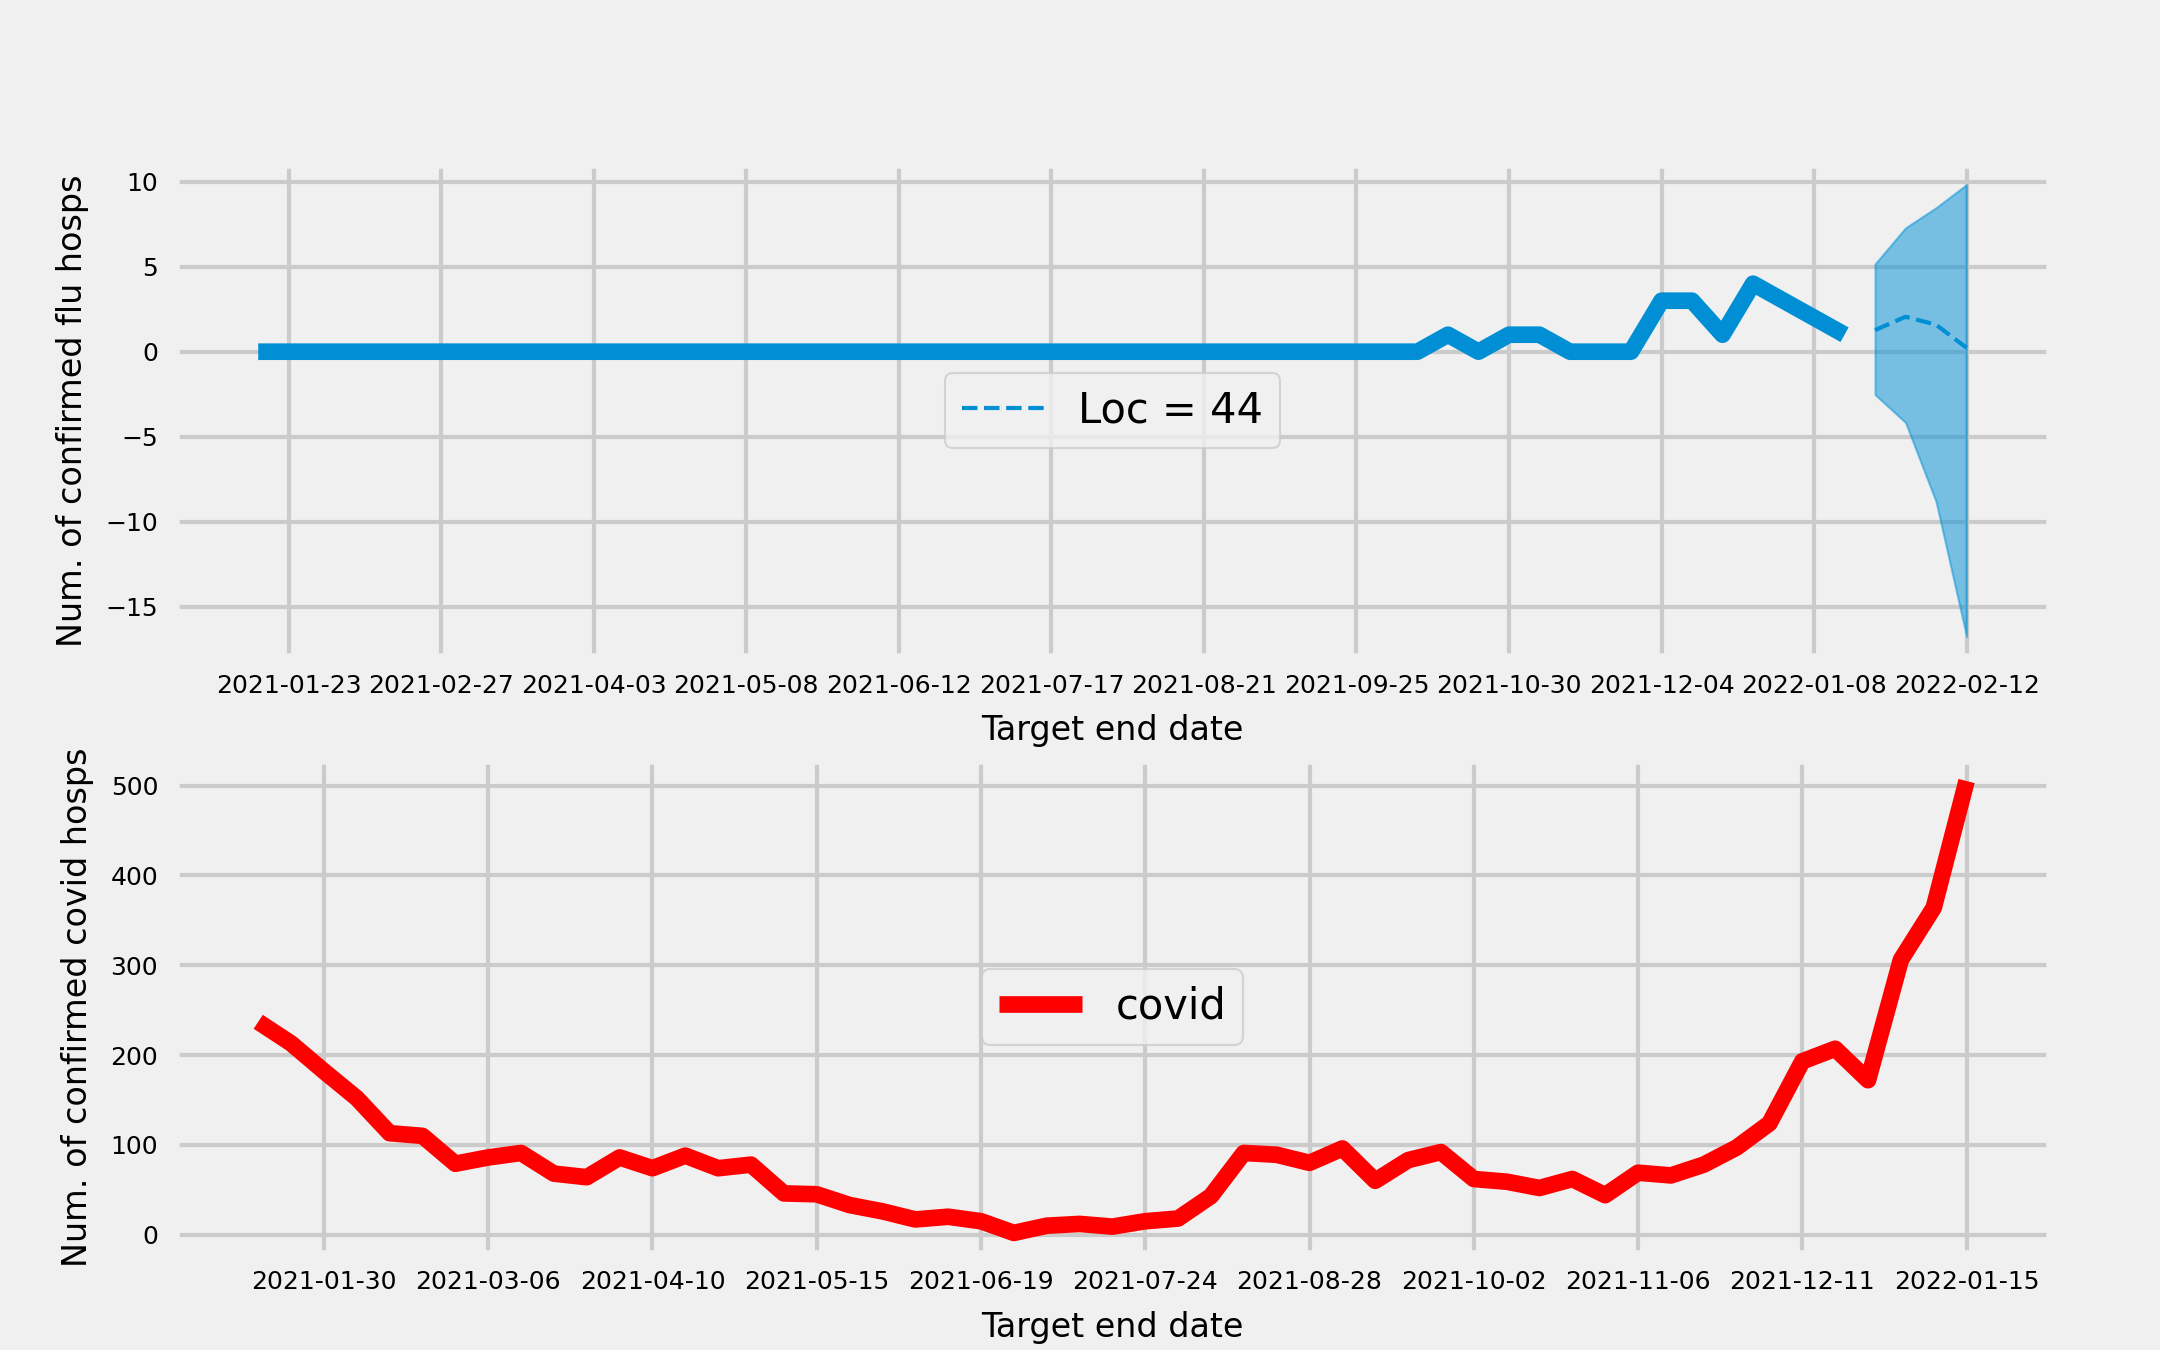 Num. of confirmed flu hosps
10
5
0
−5
−10
−15
Loc = 44
2021-01-23 2021-02-27 2021-04-03 2021-05-08 2021-06-12 2021-07-17 2021-08-21 2021-09-25 2021-10-30 2021-12-04 2022-01-08 2022-02-12
Target end date
Num. of confirmed covid hosps
500
400
300
200
100
0
covid
2021-01-30 2021-03-06 2021-04-10 2021-05-15 2021-06-19 2021-07-24 2021-08-28 2021-10-02 2021-11-06 2021-12-11 2022-01-15
Target end date